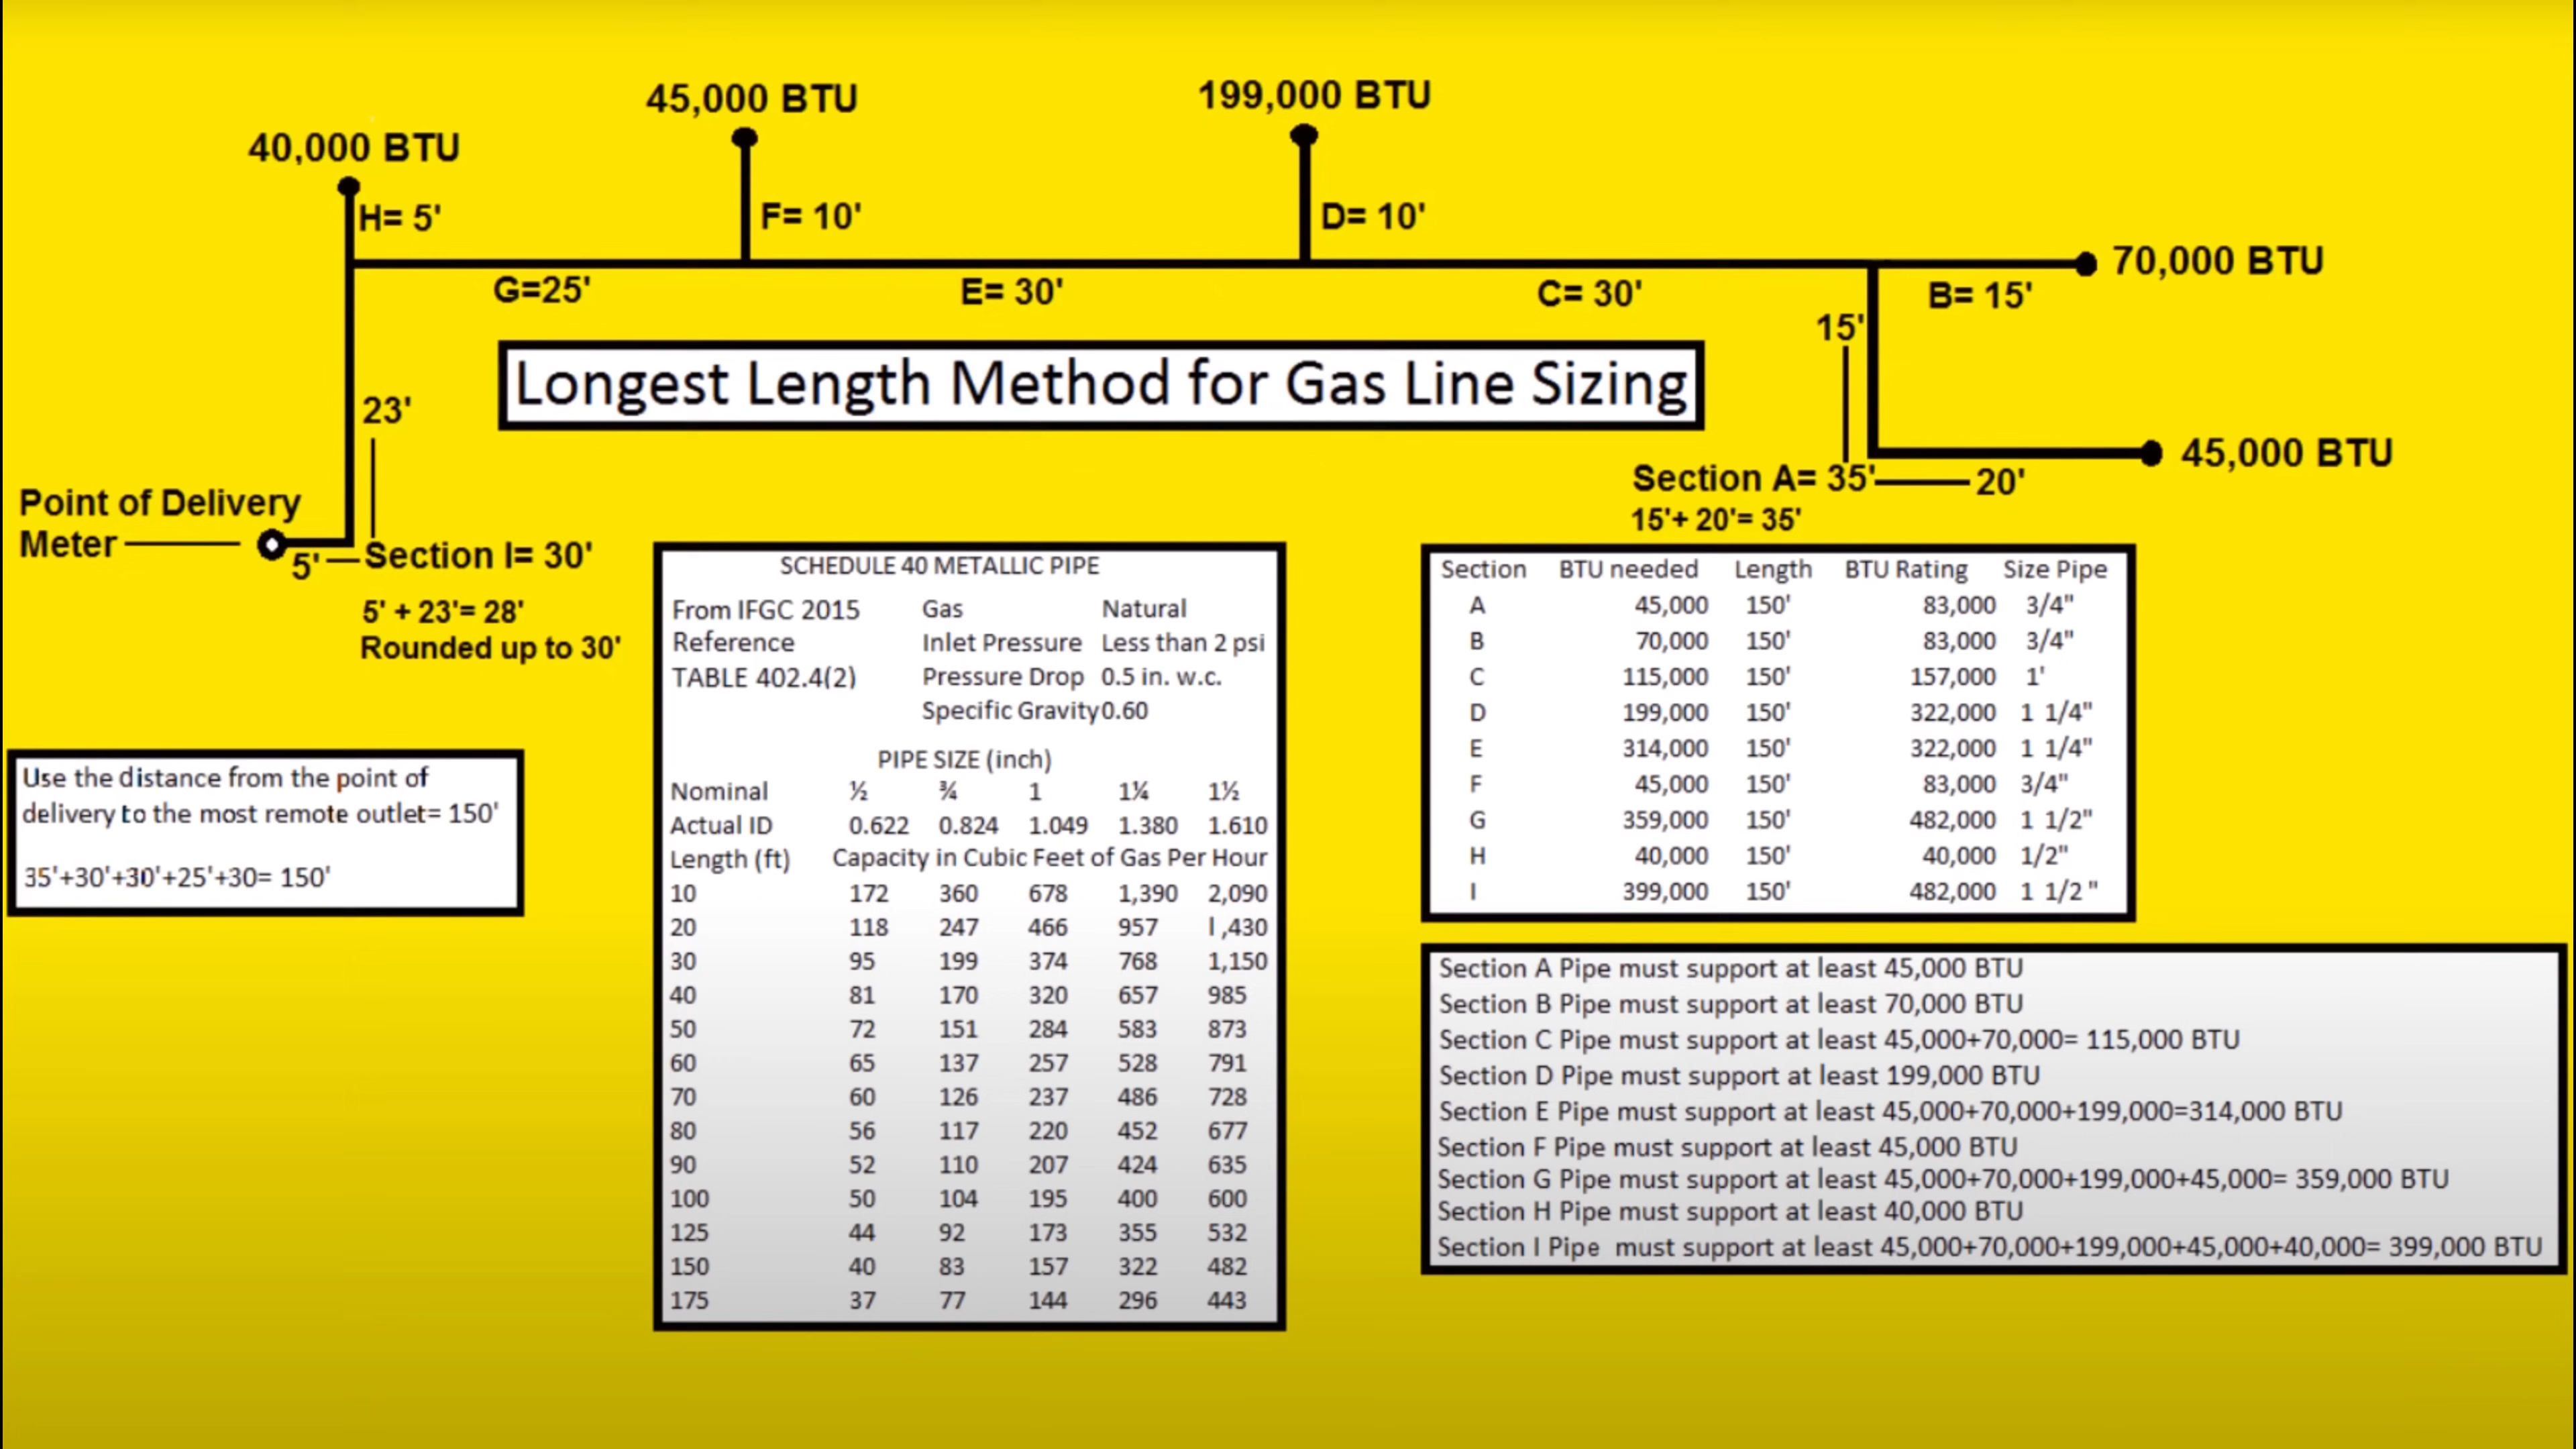 45,000 BTU
199,000 BTU
40,000 BTU
H= 5'
F= 10'
D= 10'
70,000 BTU
G=25'
E= 30'
C= 30'
B= 15'
15'
Longest Length Method for Gas Line Sizing
23'
45,000 BTU
Section A= 35'
20'
15'+ 20'= 35'
Point of Delivery
Meter
5'
Section I= 30'
5' + 23'= 28'
Rounded up to 30'
Use the distance from the point of
delivery to the most remote outlet= 150'
35'+30'+30'+25'+30= 150'
SCHEDULE 40 METALLIC PIPE
From IFGC 2015 Gas Natural
Reference Inlet Pressure Less than 2 psi
TABLE 402.4(2) Pressure Drop 0.5 in. w.c.
Specific Gravity 0.60
PIPE SIZE (inch)
Nominal ½ ¾ 1 1¼ 1½
Actual ID 0.622 0.824 1.049 1.380 1.610
Length (ft) Capacity in Cubic Feet of Gas Per Hour
10 172 360 678 1,390 2,090
20 118 247 466 957 l ,430
30 95 199 374 768 1,150
40 81 170 320 657 985
50 72 151 284 583 873
60 65 137 257 528 791
70 60 126 237 486 728
80 56 117 220 452 677
90 52 110 207 424 635
100 50 104 195 400 600
125 44 92 173 355 532
150 40 83 157 322 482
175 37 77 144 296 443
Section BTU needed Length BTU Rating Size Pipe
A 45,000 150' 83,000 3/4"
B 70,000 150' 83,000 3/4"
C 115,000 150' 157,000 1'
D 199,000 150' 322,000 1 1/4"
E 314,000 150' 322,000 1 1/4"
F 45,000 150' 83,000 3/4"
G 359,000 150' 482,000 1 1/2"
H 40,000 150' 40,000 1/2"
I 399,000 150' 482,000 1 1/2 "
Section A Pipe must support at least 45,000 BTU
Section B Pipe must support at least 70,000 BTU
Section C Pipe must support at least 45,000+70,000= 115,000 BTU
Section D Pipe must support at least 199,000 BTU
Section E Pipe must support at least 45,000+70,000+199,000=314,000 BTU
Section F Pipe must support at least 45,000 BTU
Section G Pipe must support at least 45,000+70,000+199,000+45,000= 359,000 BTU
Section H Pipe must support at least 40,000 BTU
Section I Pipe must support at least 45,000+70,000+199,000+45,000+40,000= 399,000 BTU